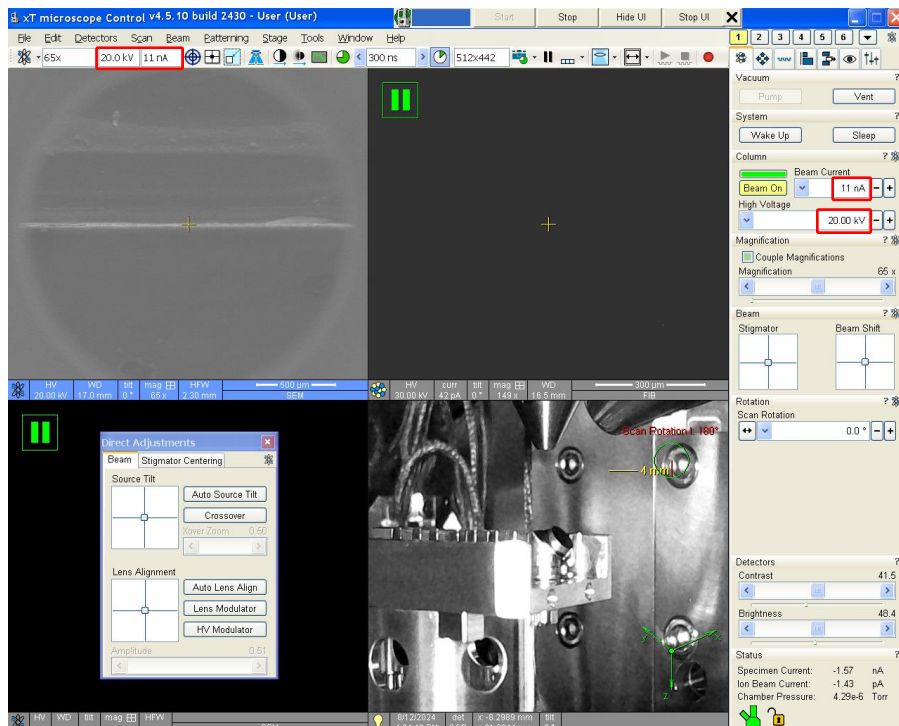 xT microscope Control v4.5.10 build 2430 - User (User)
Start Stop Hide UI Stop UI
File Edit Detectors Scan Beam Patterning Stage Tools Window Help
65x 20.0 kV 11 nA 300 ns 512x442
1 2 3 4 5 6
Vacuum ?
Pump Vent
System ?
Wake Up Sleep
Column ?
Beam Current
Beam On 11 nA - +
High Voltage
20.00 kV - +
Magnification ?
Couple Magnifications
Magnification 65 x
Beam ?
Stigmator Beam Shift
Rotation ?
Scan Rotation
0.0 ° - +
HV WD tilt mag HFW 500 µm
20.00 kV 17.0 mm 0° 65 x 2.30 mm SEM
HV curr tilt mag WD 300 µm
30.00 kV 42 pA 0° 149 x 16.5 mm FIB
Direct Adjustments
Beam Stigmator Centering
Source Tilt
Auto Source Tilt
Crossover
Xover Zoom 0.50
Lens Alignment
Auto Lens Align
Lens Modulator
HV Modulator
Amplitude 0.51
Scan Rotation I: 180°
4 mm
y x
z
Detectors ?
Contrast 41.5
Brightness 48.4
Status ?
Specimen Current: -1.57 nA
Ion Beam Current: -1.43 pA
Chamber Pressure: 4.29e-6 Torr
HV WD tilt mag HFW
8/12/2024 det x: -8.2989 mm tilt